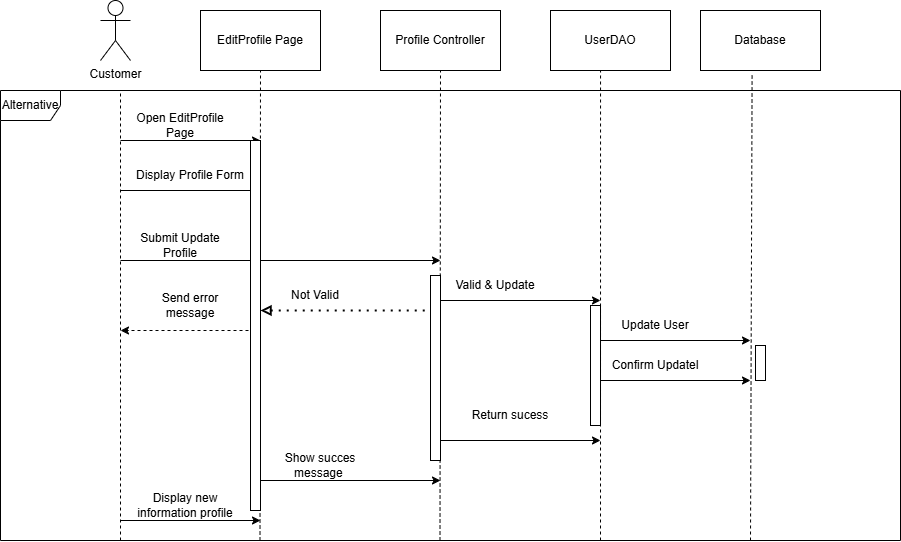 Customer
EditProfile Page
Profile Controller
UserDAO
Database
Alternative
Open EditProfile
Page
Display Profile Form
Submit Update
Profile
Valid & Update
Not Valid
Send error
message
Update User
Confirm Updatel
Return sucess
Show succes
message
Display new
information profile